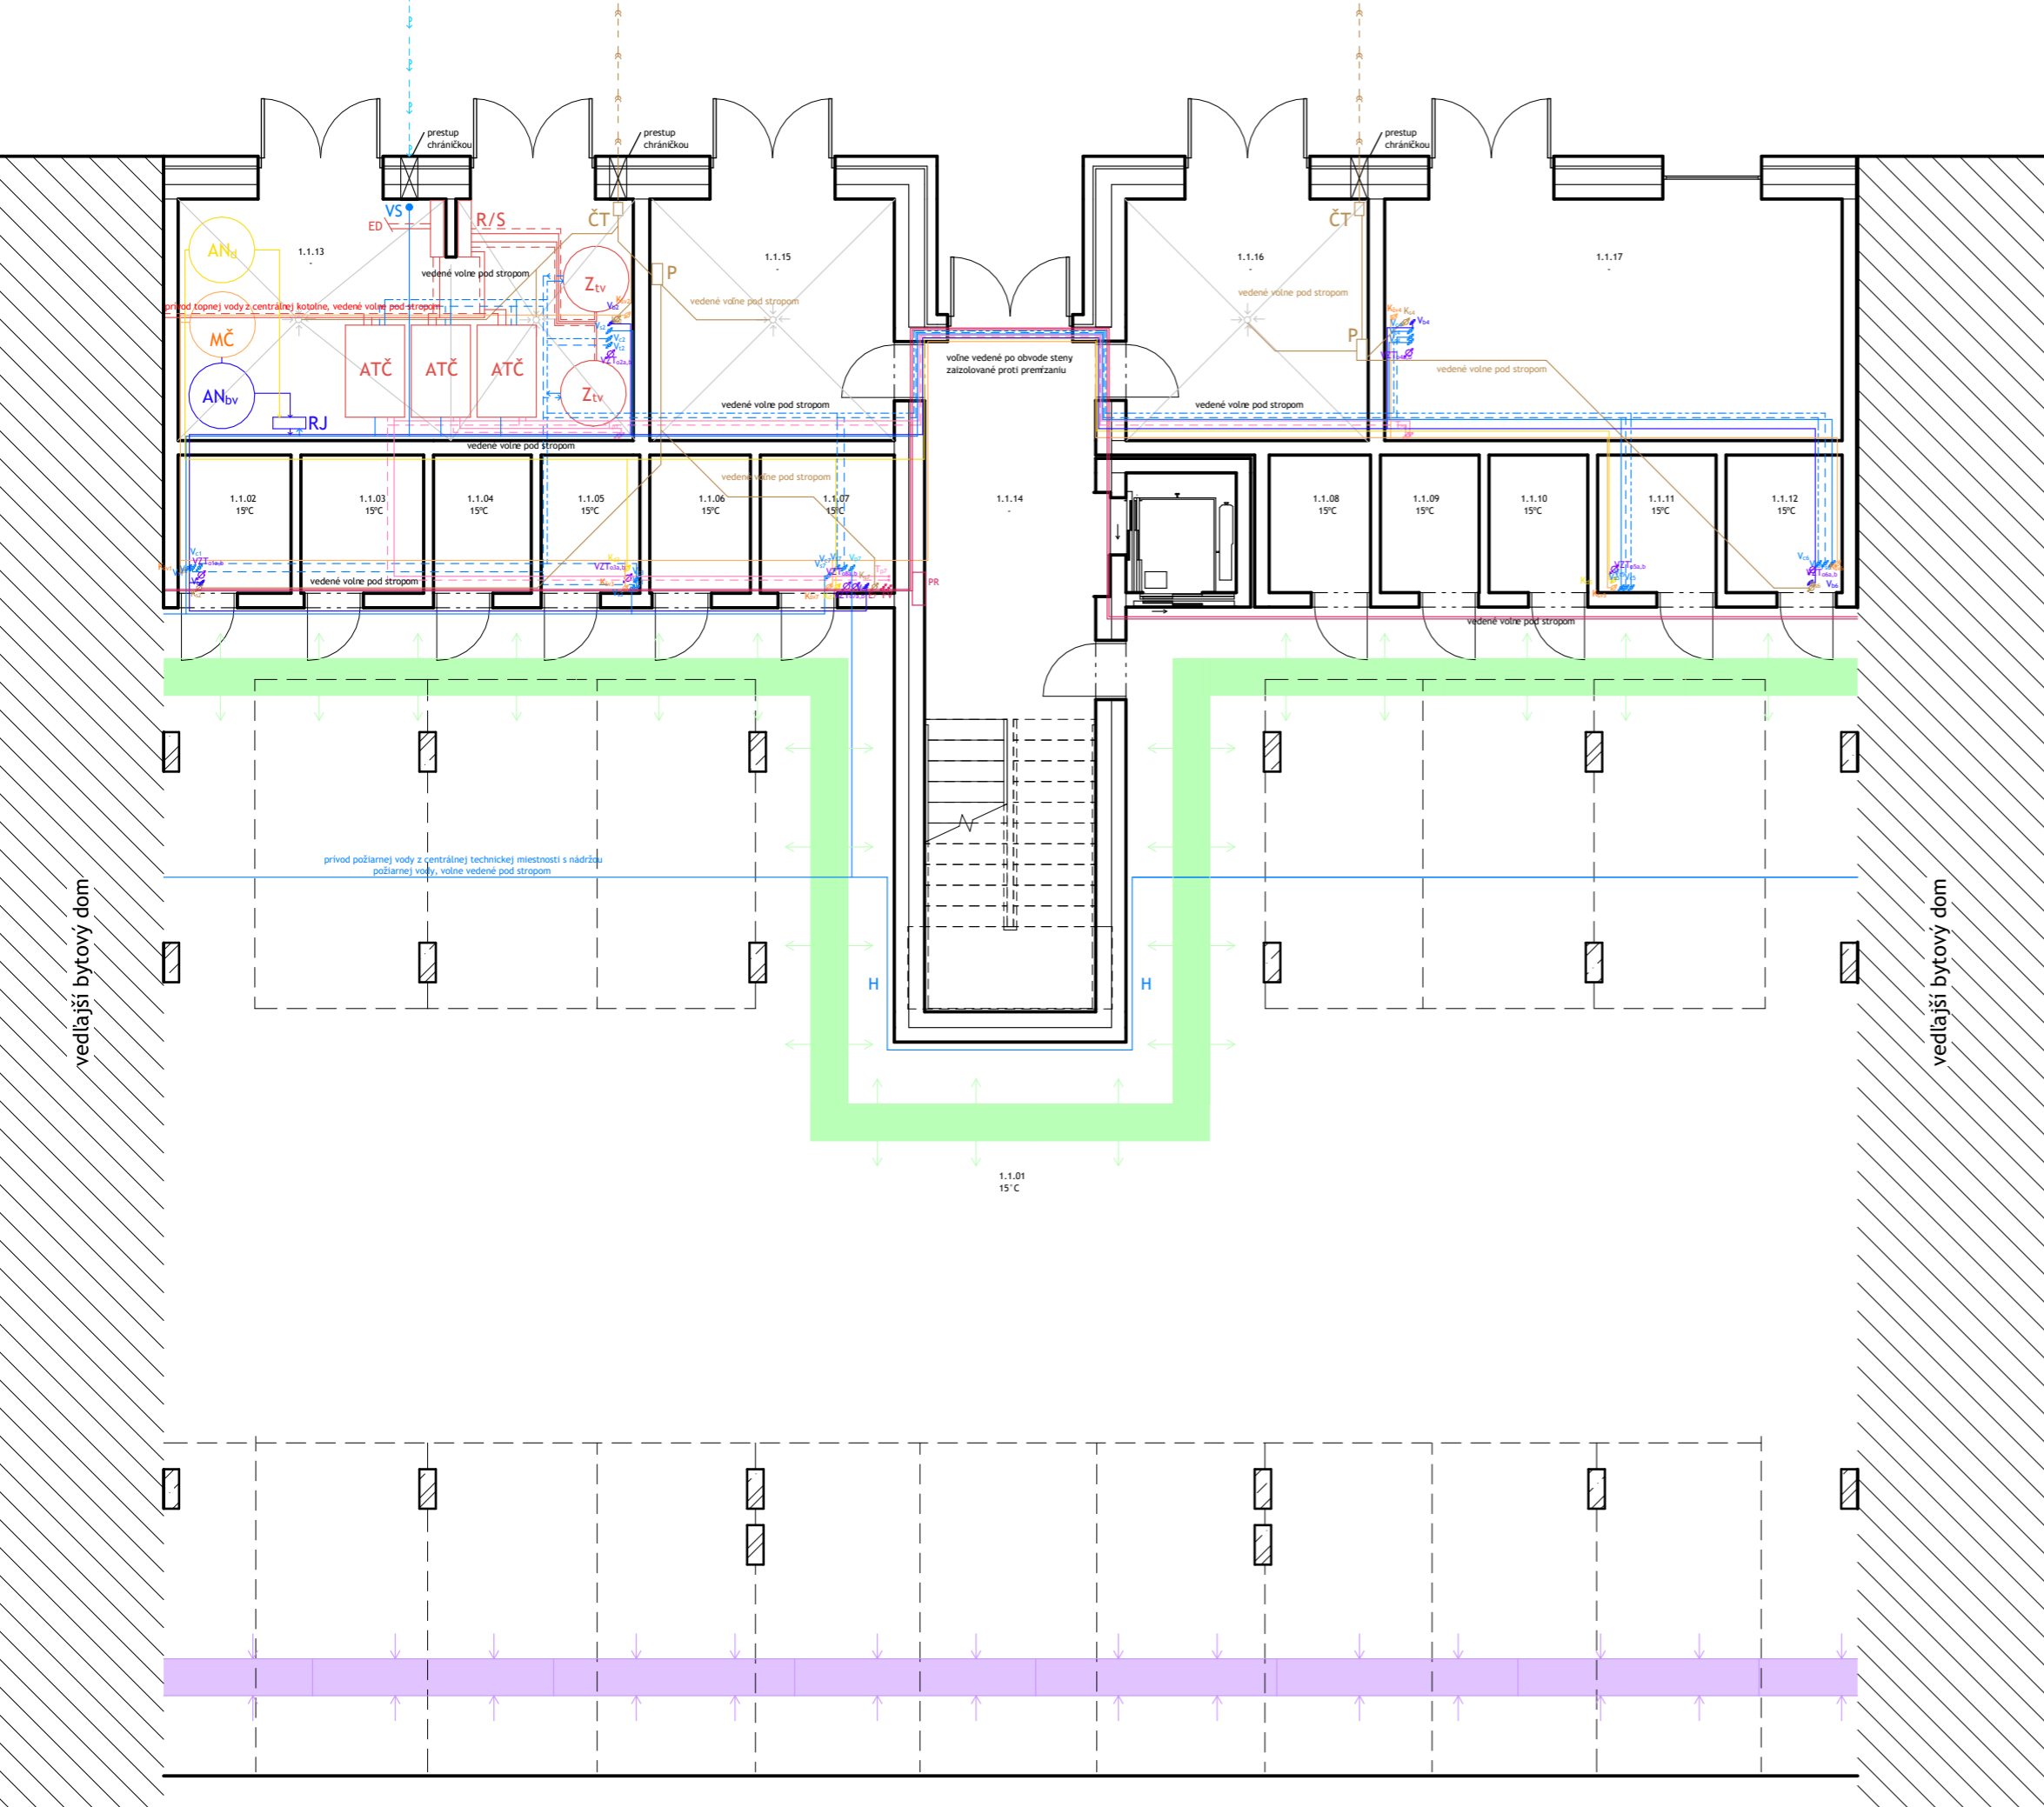 prestup
chráničkou
prestup
chráničkou
prestup
chráničkou
VS
ED
R/S
ČT
ČT
ANd
1.1.13
-
vedené volne pod stropom
Ztv
P
1.1.15
-
1.1.16
-
1.1.17
-
vedené voľne pod stropom
vedené voľne pod stropom
prívod topnej vody z centrálnej kotolne, vedené volne pod stropom
MČ
ATČ
ATČ
ATČ
P
voľne vedené po obvode steny
zaizolované proti premŕzaniu
vedené voľne pod stropom
ANbv
Ztv
RJ
vedené voľne pod stropom
vedené voľne pod stropom
vedené voľne pod stropom
vedené voľne pod stropom
1.1.02
15°C
1.1.03
15°C
1.1.04
15°C
1.1.05
15°C
1.1.06
15°C
1.1.07
15°C
1.1.14
-
1.1.08
15°C
1.1.09
15°C
1.1.10
15°C
1.1.11
15°C
1.1.12
15°C
vedené voľne pod stropom
PR
vedené voľne pod stropom
prívod požiarnej vody z centrálnej technickej miestnosti s nádržou
požiarnej vody, volne vedené pod stropom
vedľajší bytový dom
vedľajší bytový dom
H
H
1.1.01
15°C